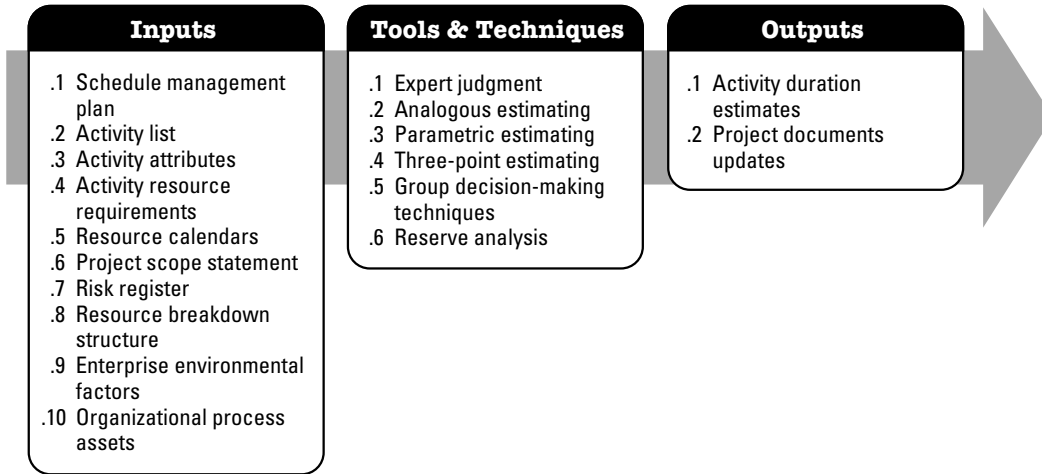 Inputs
.1 Schedule management
plan
.2 Activity list
.3 Activity attributes
.4 Activity resource
requirements
.5 Resource calendars
.6 Project scope statement
.7 Risk register
.8 Resource breakdown
structure
.9 Enterprise environmental
factors
.10 Organizational process
assets
Tools & Techniques
.1 Expert judgment
.2 Analogous estimating
.3 Parametric estimating
.4 Three-point estimating
.5 Group decision-making
techniques
.6 Reserve analysis
Outputs
.1 Activity duration
estimates
.2 Project documents
updates